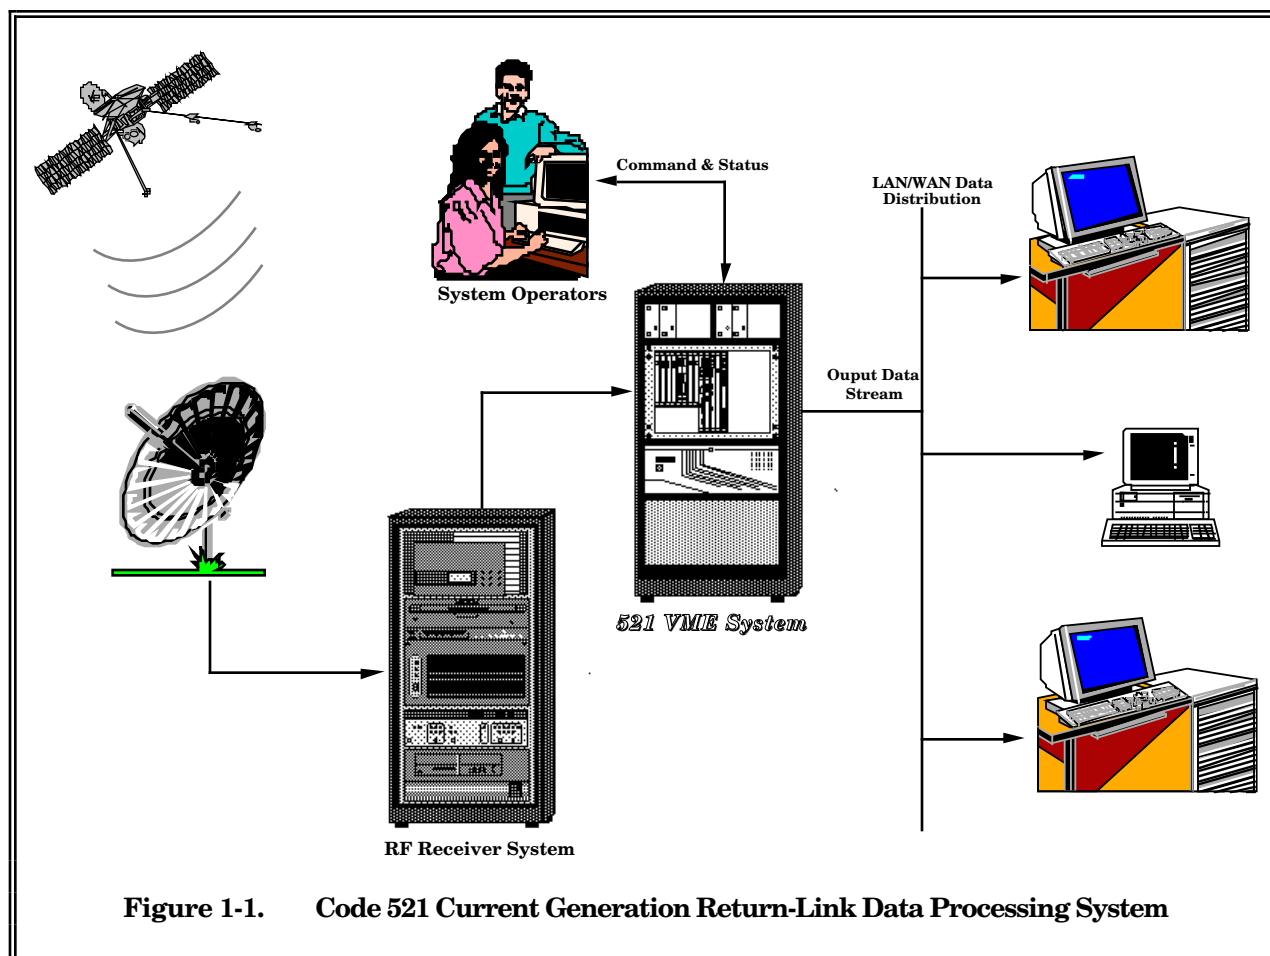 Command & Status
LAN/WAN Data
Distribution
System Operators
Ouput Data
Stream
521 VME System
RF Receiver System
Figure 1-1. Code 521 Current Generation Return-Link Data Processing System